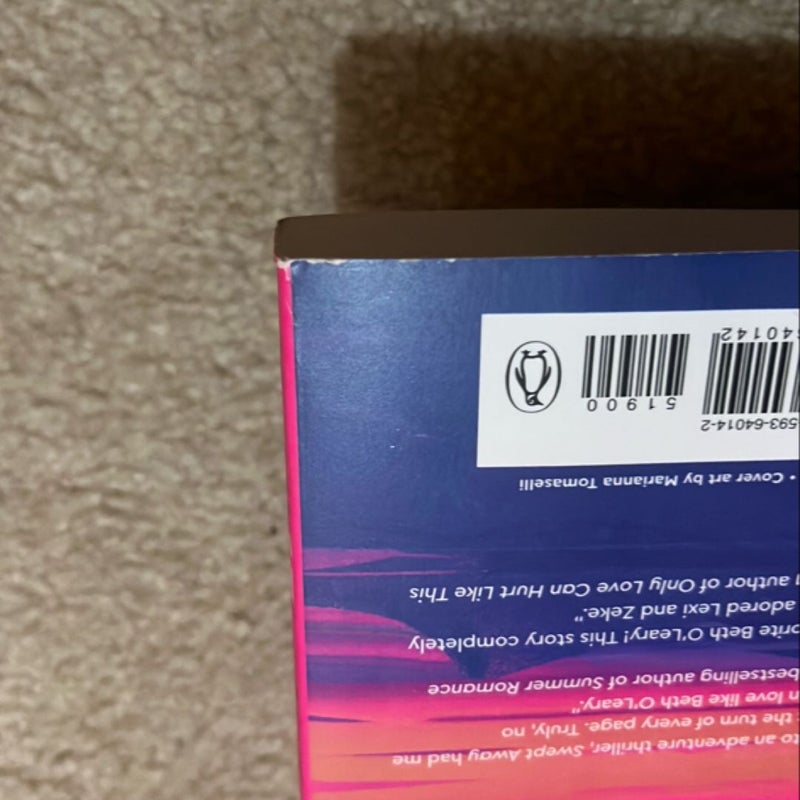 to an adventure thriller, Swept Away had me
the turn of every page. Truly, no
love like Beth O'Leary."
bestselling author of Summer Romance
Beth O'Leary! This story completely
adored Lexi and Zeke."
author of Only Love Can Hurt Like This
• Cover art by Marianna Tomaselli
593-64014-2
51900
40142